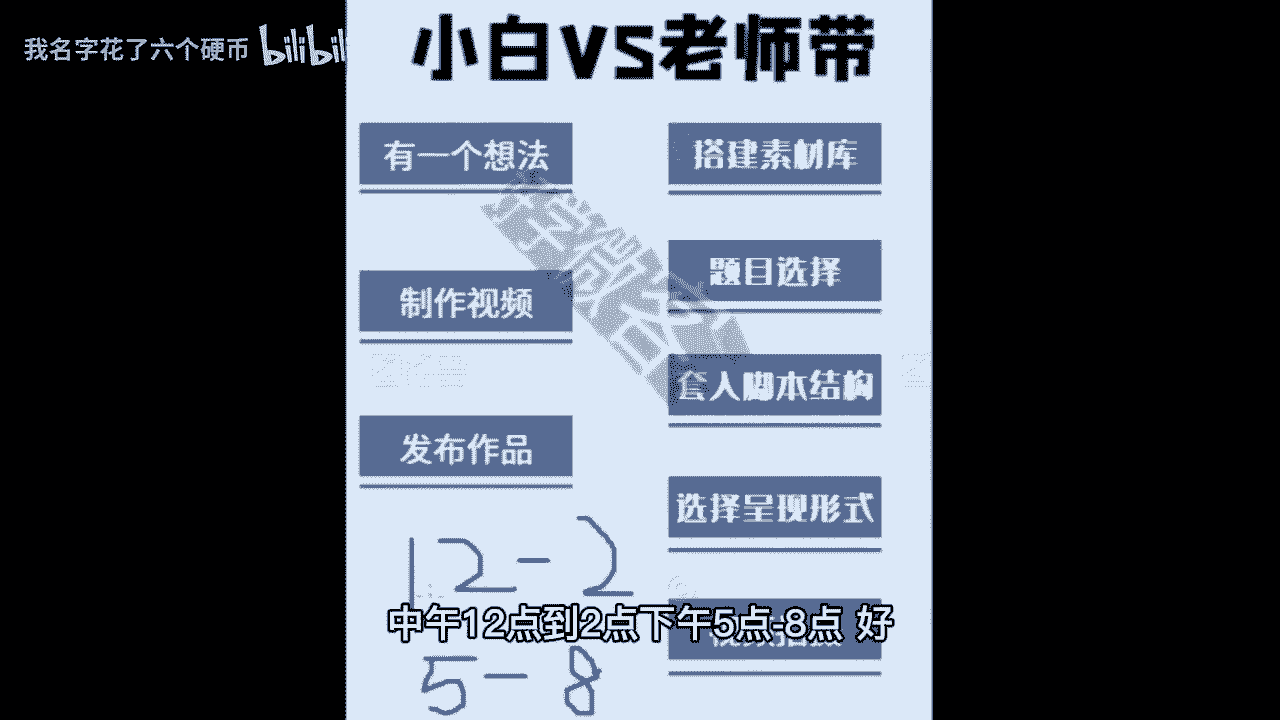 我名字花了六个硬币 bilibili
小白VS老师带
有一个想法
制作视频
发布作品
12-2
5-8
搭建素材库
题目选择
套入脚本结构
选择呈现形式
中午12点到2点下午5点-8点 好